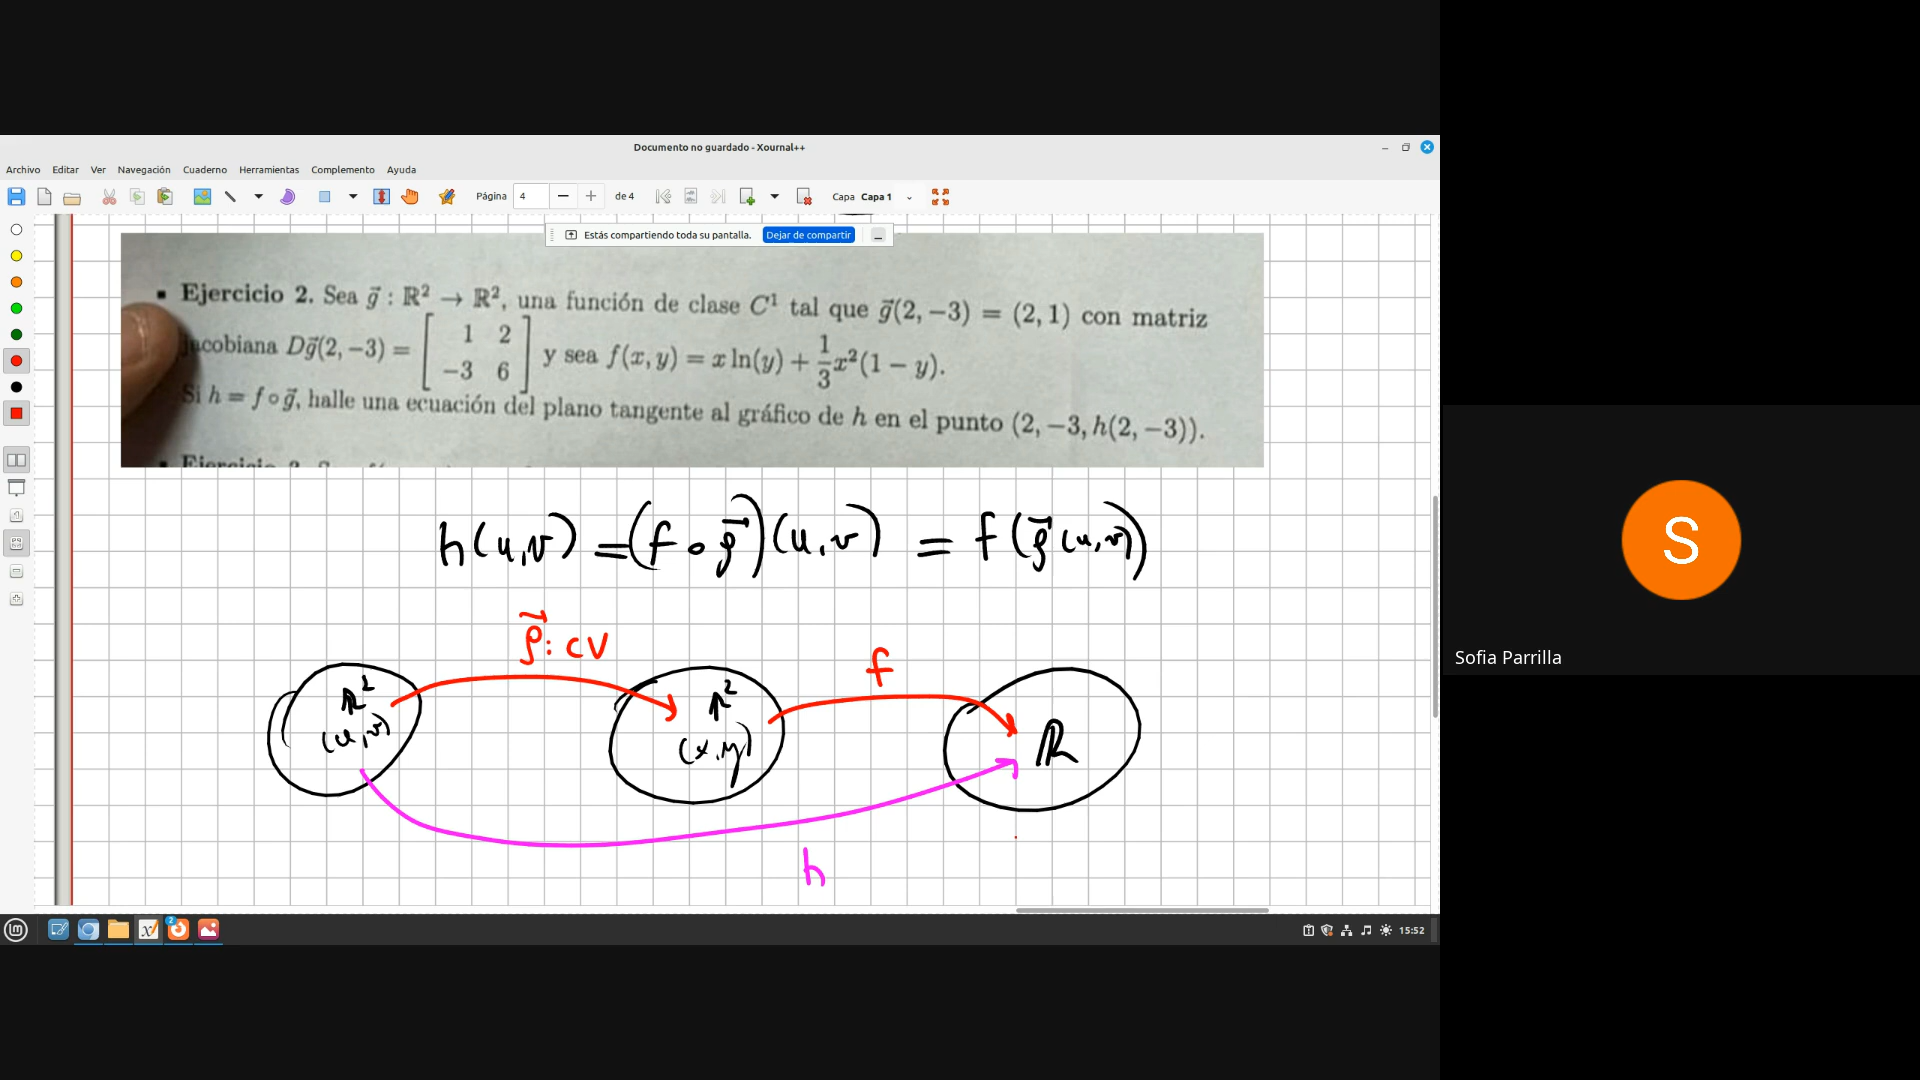 Documento no guardado - Xournal++
Archivo Editar Ver Navegación Cuaderno Herramientas Complemento Ayuda
Página 4 de 4 Capa Capa 1
Estás compartiendo toda su pantalla. Dejar de compartir
▪ Ejercicio 2. Sea g⃗ : ℝ² → ℝ², una función de clase C¹ tal que g⃗(2, −3) = (2, 1) con matriz
jacobiana Dg⃗(2, −3) = [ 1 2 ; −3 6 ] y sea f(x, y) = x ln(y) + 1/3 x²(1 − y).
Si h = f ∘ g⃗, halle una ecuación del plano tangente al gráfico de h en el punto (2, −3, h(2, −3)).
h(u,v) = (f ∘ g⃗)(u,v) = f(g⃗(u,v))
g⃗: CV
f
ℝ²
(u,v)
ℝ²
(x,y)
ℝ
h
S
Sofia Parrilla
2
15:52